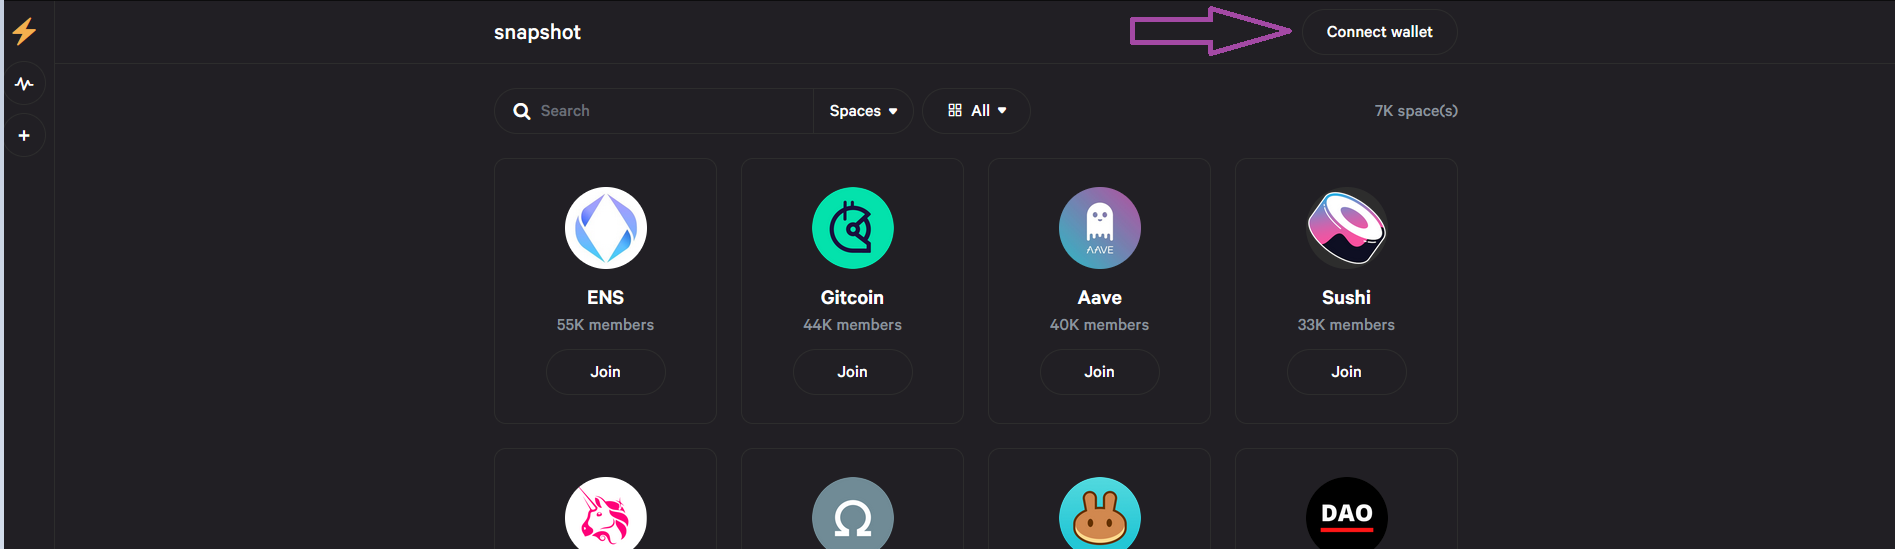 snapshot
Connect wallet
Search
Spaces
All
7K space(s)
AAVE
ENS
Gitcoin
Aave
Sushi
55K members
44K members
40K members
33K members
Join
Join
Join
Join
DAO